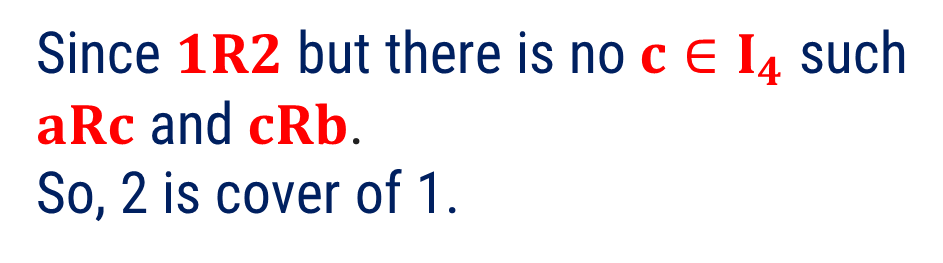 Since 1R2 but there is no c ∈ I₄ such
aRc and cRb.
So, 2 is cover of 1.